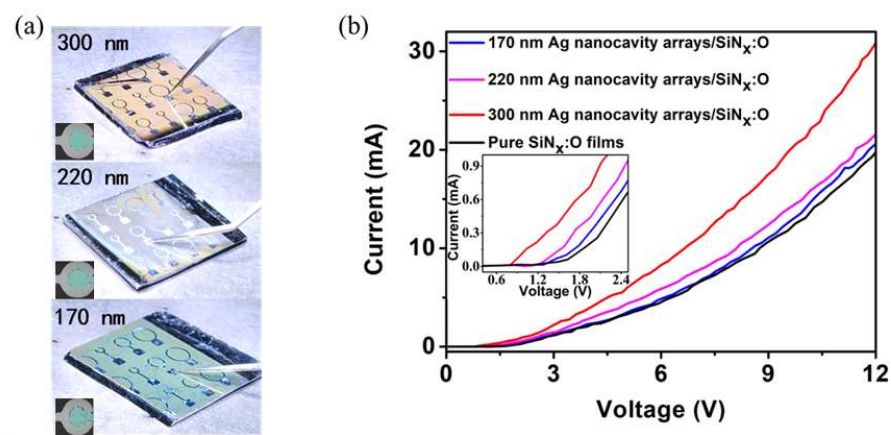 (a)
300 nm
220 nm
170 nm
(b)
170 nm Ag nanocavity arrays/SiNx:O
220 nm Ag nanocavity arrays/SiNx:O
300 nm Ag nanocavity arrays/SiNx:O
Pure SiNx:O films
Current (mA)
30
20
10
0
0
3
6
9
12
Voltage (V)
Current (mA)
0.9
0.6
0.3
0.0
0.6
1.2
1.8
2.4
Voltage (V)